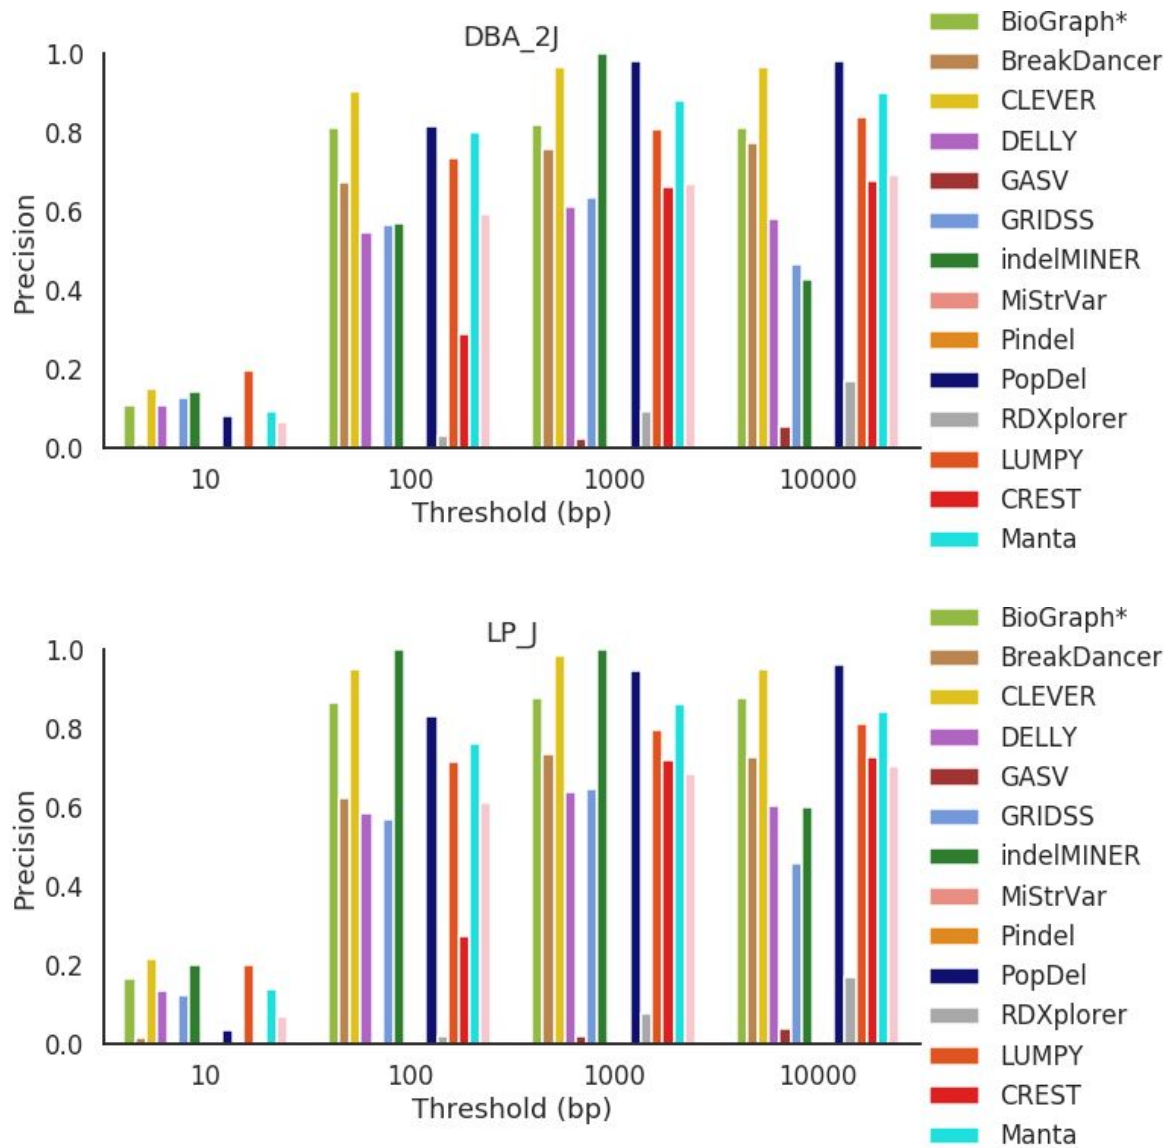 DBA_2J
Precision
1.0
0.8
0.6
0.4
0.2
0.0
10 100 1000 10000
Threshold (bp)
BioGraph*
BreakDancer
CLEVER
DELLY
GASV
GRIDSS
indelMINER
MiStrVar
Pindel
PopDel
RDXplorer
LUMPY
CREST
Manta
LP_J
Precision
1.0
0.8
0.6
0.4
0.2
0.0
10 100 1000 10000
Threshold (bp)
BioGraph*
BreakDancer
CLEVER
DELLY
GASV
GRIDSS
indelMINER
MiStrVar
Pindel
PopDel
RDXplorer
LUMPY
CREST
Manta